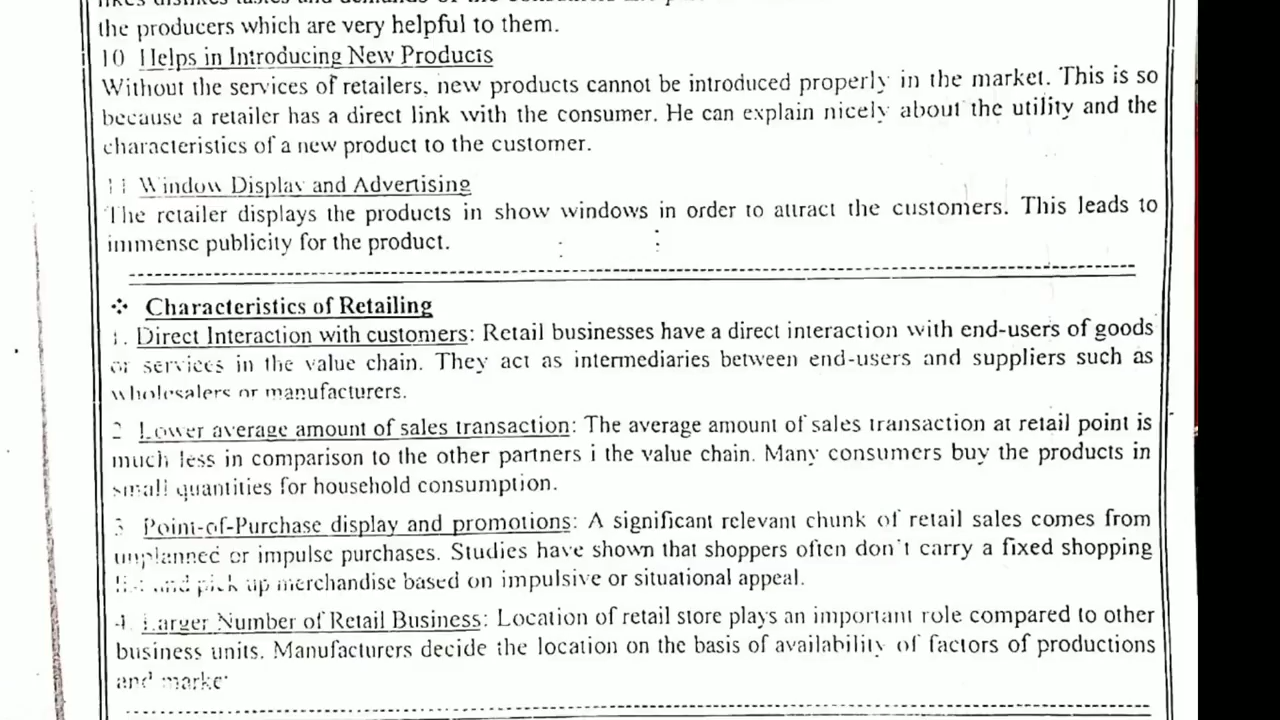 the producers which are very helpful to them.
10 Helps in Introducing New Products
Without the services of retailers, new products cannot be introduced properly in the market. This is so
because a retailer has a direct link with the consumer. He can explain nicely about the utility and the
characteristics of a new product to the customer.
11 Window Display and Advertising
The retailer displays the products in show windows in order to attract the customers. This leads to
immense publicity for the product.
❖ Characteristics of Retailing
1. Direct Interaction with customers: Retail businesses have a direct interaction with end-users of goods
or services in the value chain. They act as intermediaries between end-users and suppliers such as
wholesalers or manufacturers.
2 Lower average amount of sales transaction: The average amount of sales transaction at retail point is
much less in comparison to the other partners i the value chain. Many consumers buy the products in
small quantities for household consumption.
3 Point-of-Purchase display and promotions: A significant relevant chunk of retail sales comes from
unplanned or impulse purchases. Studies have shown that shoppers often don't carry a fixed shopping
list and pick up merchandise based on impulsive or situational appeal.
4. Larger Number of Retail Business: Location of retail store plays an important role compared to other
business units. Manufacturers decide the location on the basis of availability of factors of productions
and market